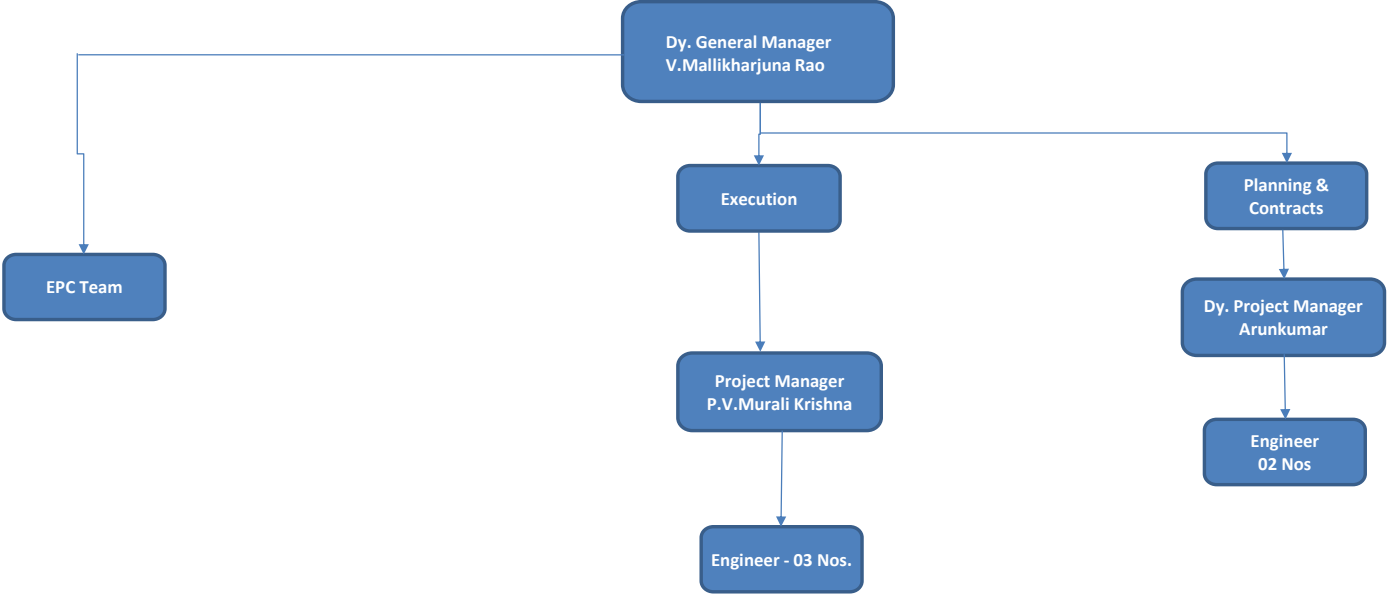 Dy. General Manager
V.Mallikharjuna Rao
Execution
Planning &
Contracts
EPC Team
Dy. Project Manager
Arunkumar
Project Manager
P.V.Murali Krishna
Engineer
02 Nos
Engineer - 03 Nos.